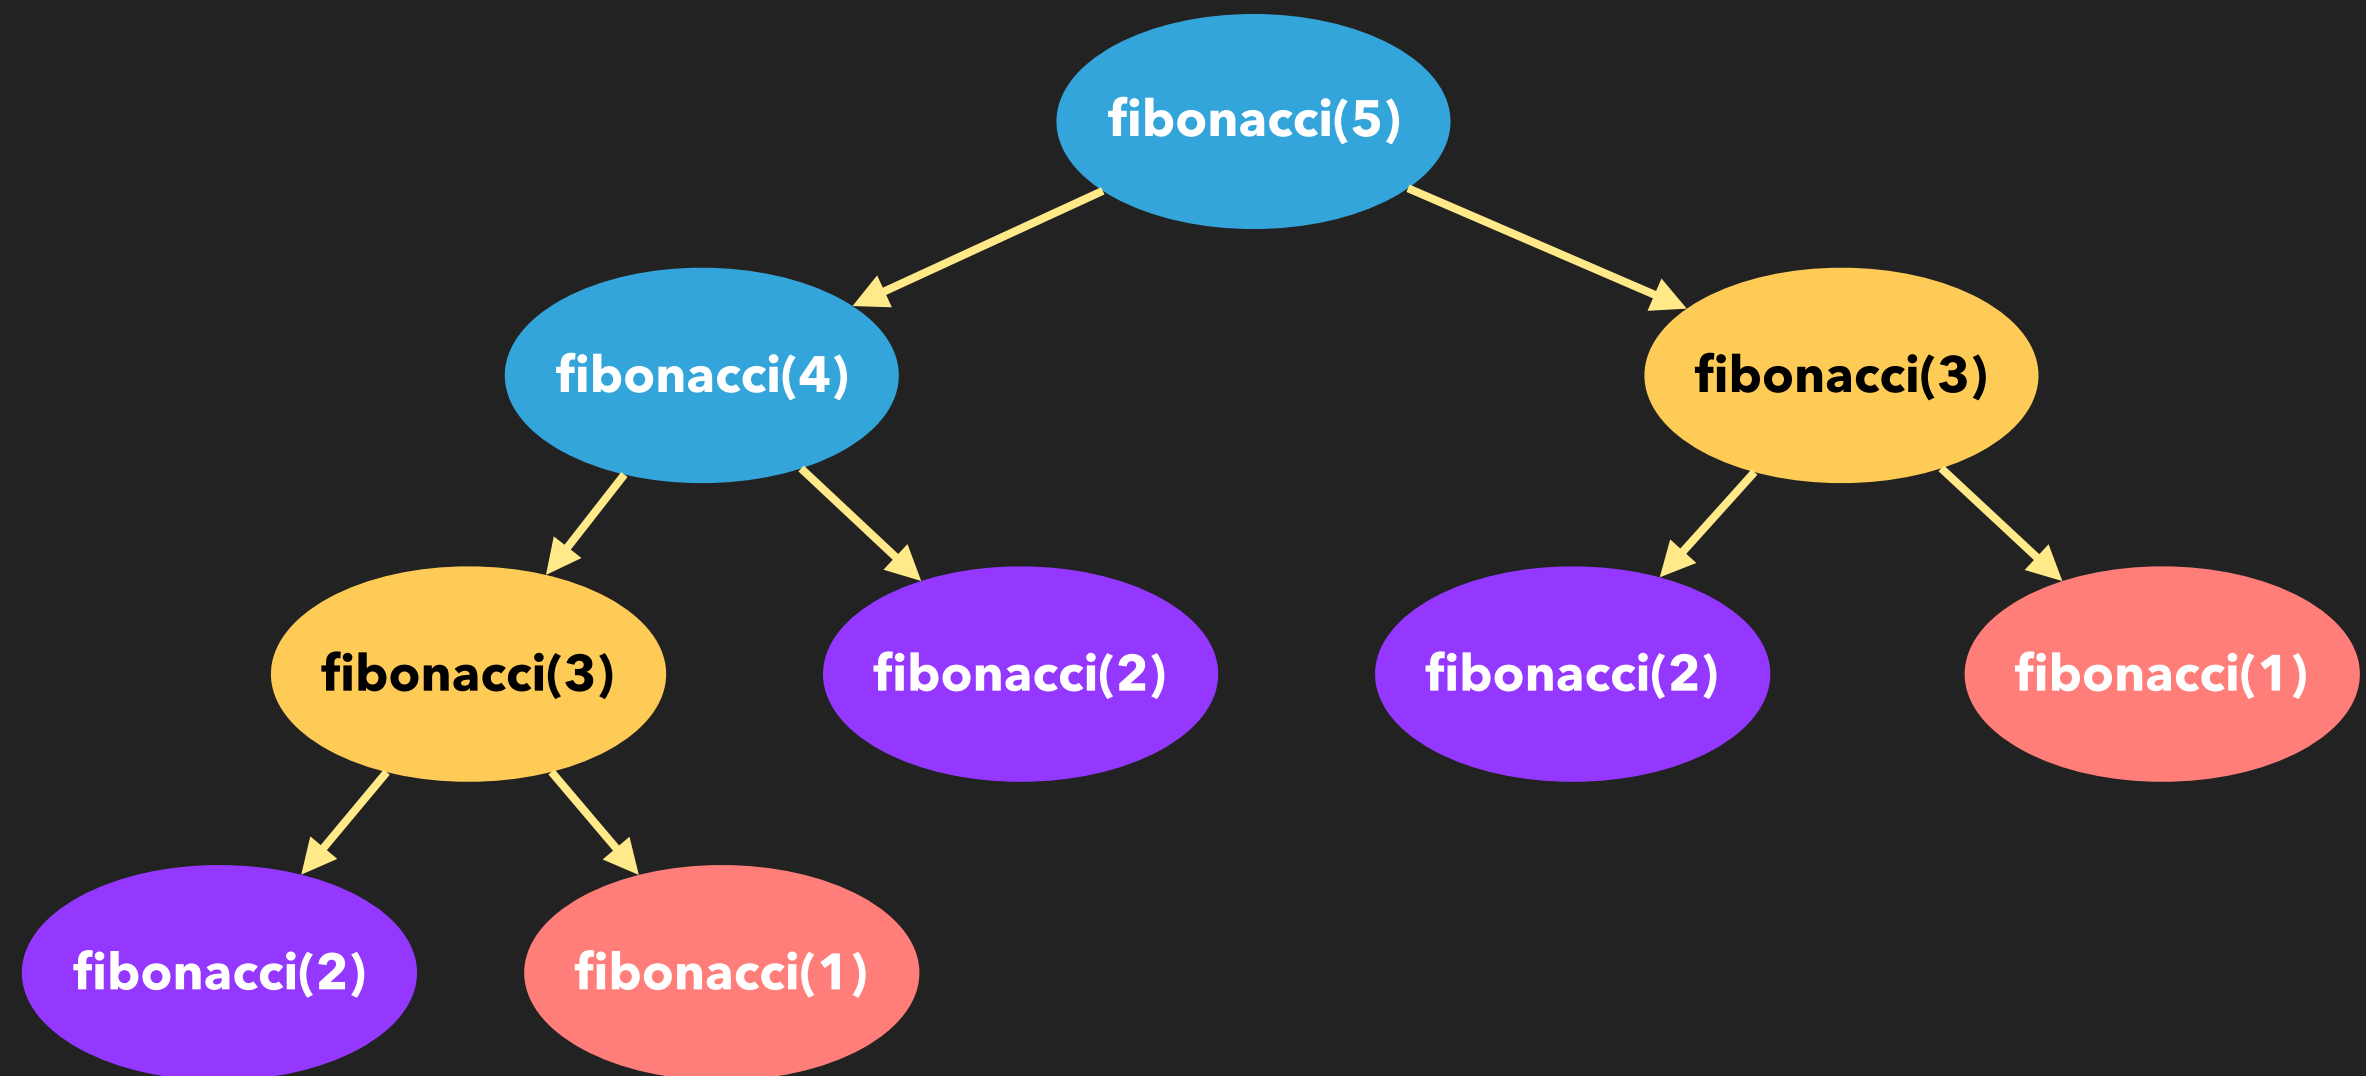 fibonacci(5)
fibonacci(4)
fibonacci(3)
fibonacci(3)
fibonacci(2)
fibonacci(2)
fibonacci(1)
fibonacci(2)
fibonacci(1)